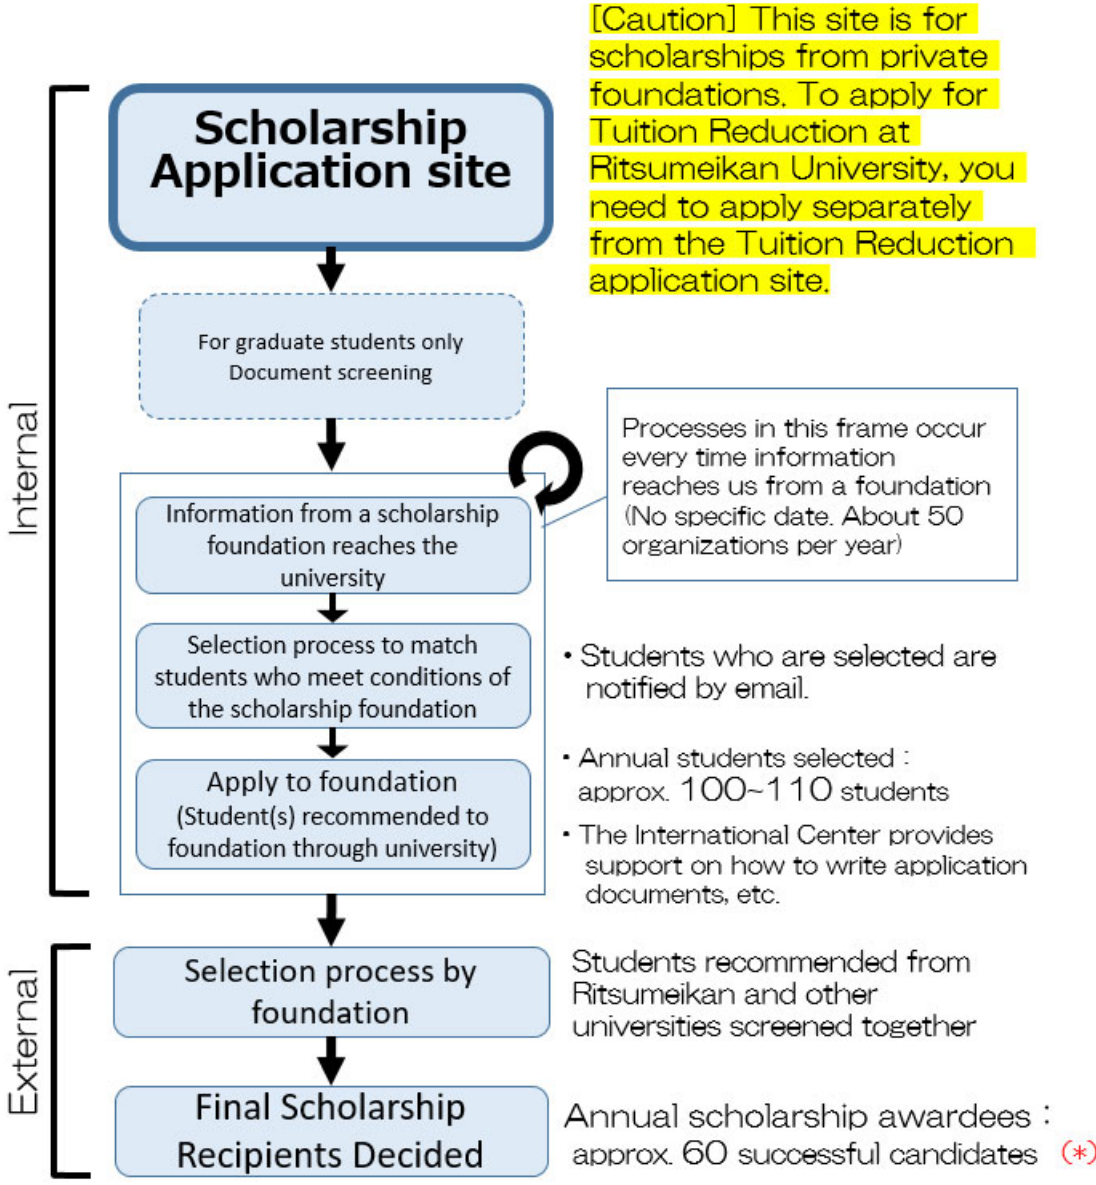 [Caution] This site is for
scholarships from private
foundations. To apply for
Tuition Reduction at
Ritsumeikan University, you
need to apply separately
from the Tuition Reduction
application site.
Scholarship
Application site
For graduate students only
Document screening
Internal
Processes in this frame occur
every time information
reaches us from a foundation
(No specific date. About 50
organizations per year)
Information from a scholarship
foundation reaches the
university
Selection process to match
students who meet conditions of
the scholarship foundation
・Students who are selected are
notified by email.
Apply to foundation
(Student(s) recommended to
foundation through university)
・Annual students selected：
approx. 100~110 students
・The International Center provides
support on how to write application
documents, etc.
External
Selection process by
foundation
Students recommended from
Ritsumeikan and other
universities screened together
Final Scholarship
Recipients Decided
Annual scholarship awardees：
approx. 60 successful candidates (*)